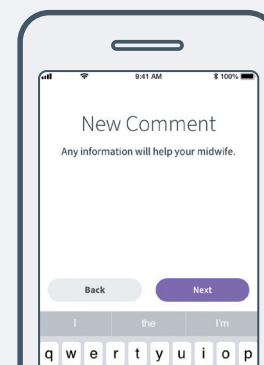 9:41 AM 100%
New Comment
Any information will help your midwife.
Back Next
I the I'm
q w e r t y u i o p